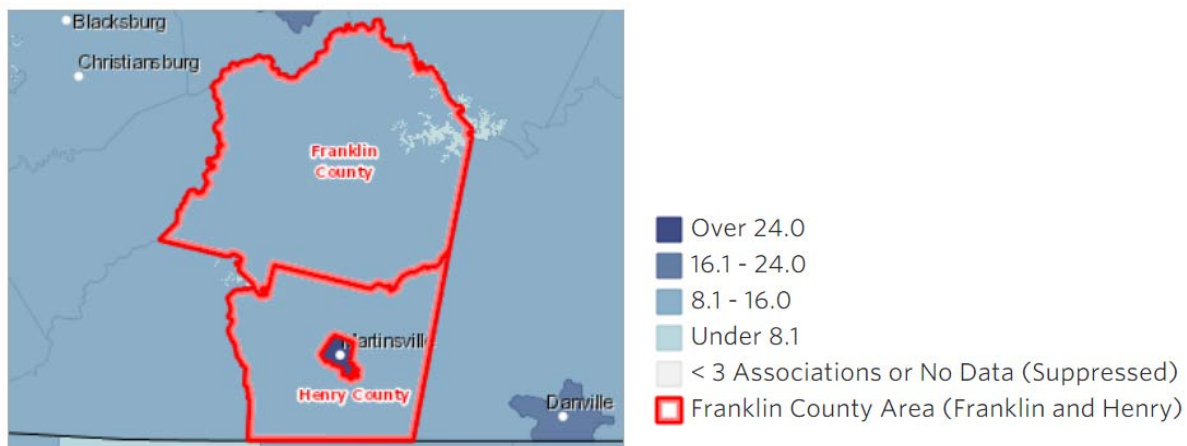 Blacksburg
Christiansburg
Franklin
County
Martinsville
Henry County
Danville
Over 24.0
16.1 - 24.0
8.1 - 16.0
Under 8.1
< 3 Associations or No Data (Suppressed)
Franklin County Area (Franklin and Henry)